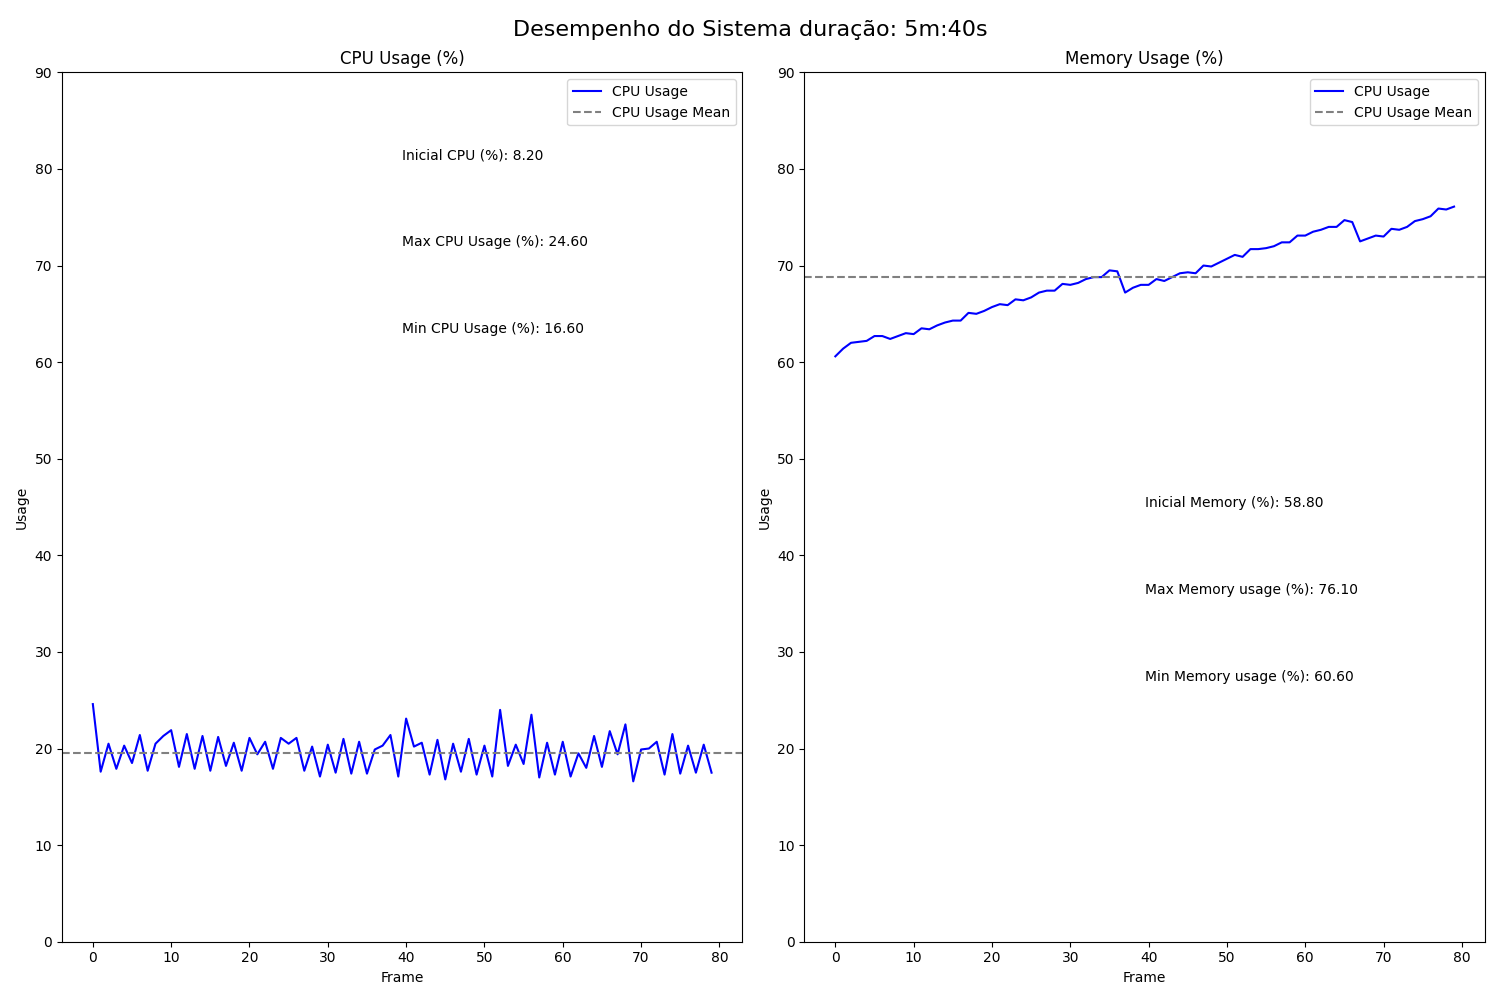 Desempenho do Sistema duração: 5m:40s
CPU Usage (%)
CPU Usage
CPU Usage Mean
Inicial CPU (%): 8.20
Max CPU Usage (%): 24.60
Min CPU Usage (%): 16.60
Usage
90
80
70
60
50
40
30
20
10
0
0 10 20 30 40 50 60 70 80
Frame
Memory Usage (%)
CPU Usage
CPU Usage Mean
Inicial Memory (%): 58.80
Max Memory usage (%): 76.10
Min Memory usage (%): 60.60
Usage
90
80
70
60
50
40
30
20
10
0
0 10 20 30 40 50 60 70 80
Frame